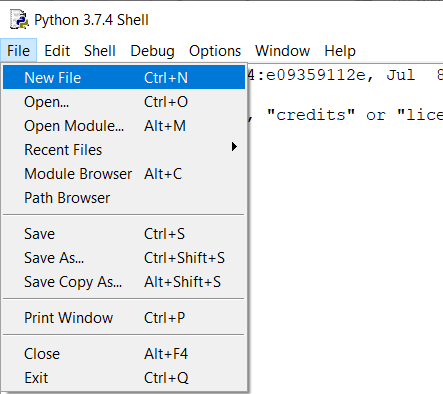 Python 3.7.4 Shell
File Edit Shell Debug Options Window Help
New File Ctrl+N 4:e09359112e, Jul 8
Open... Ctrl+O
Open Module... Alt+M , "credits" or "lice
Recent Files
Module Browser Alt+C
Path Browser
Save Ctrl+S
Save As... Ctrl+Shift+S
Save Copy As... Alt+Shift+S
Print Window Ctrl+P
Close Alt+F4
Exit Ctrl+Q